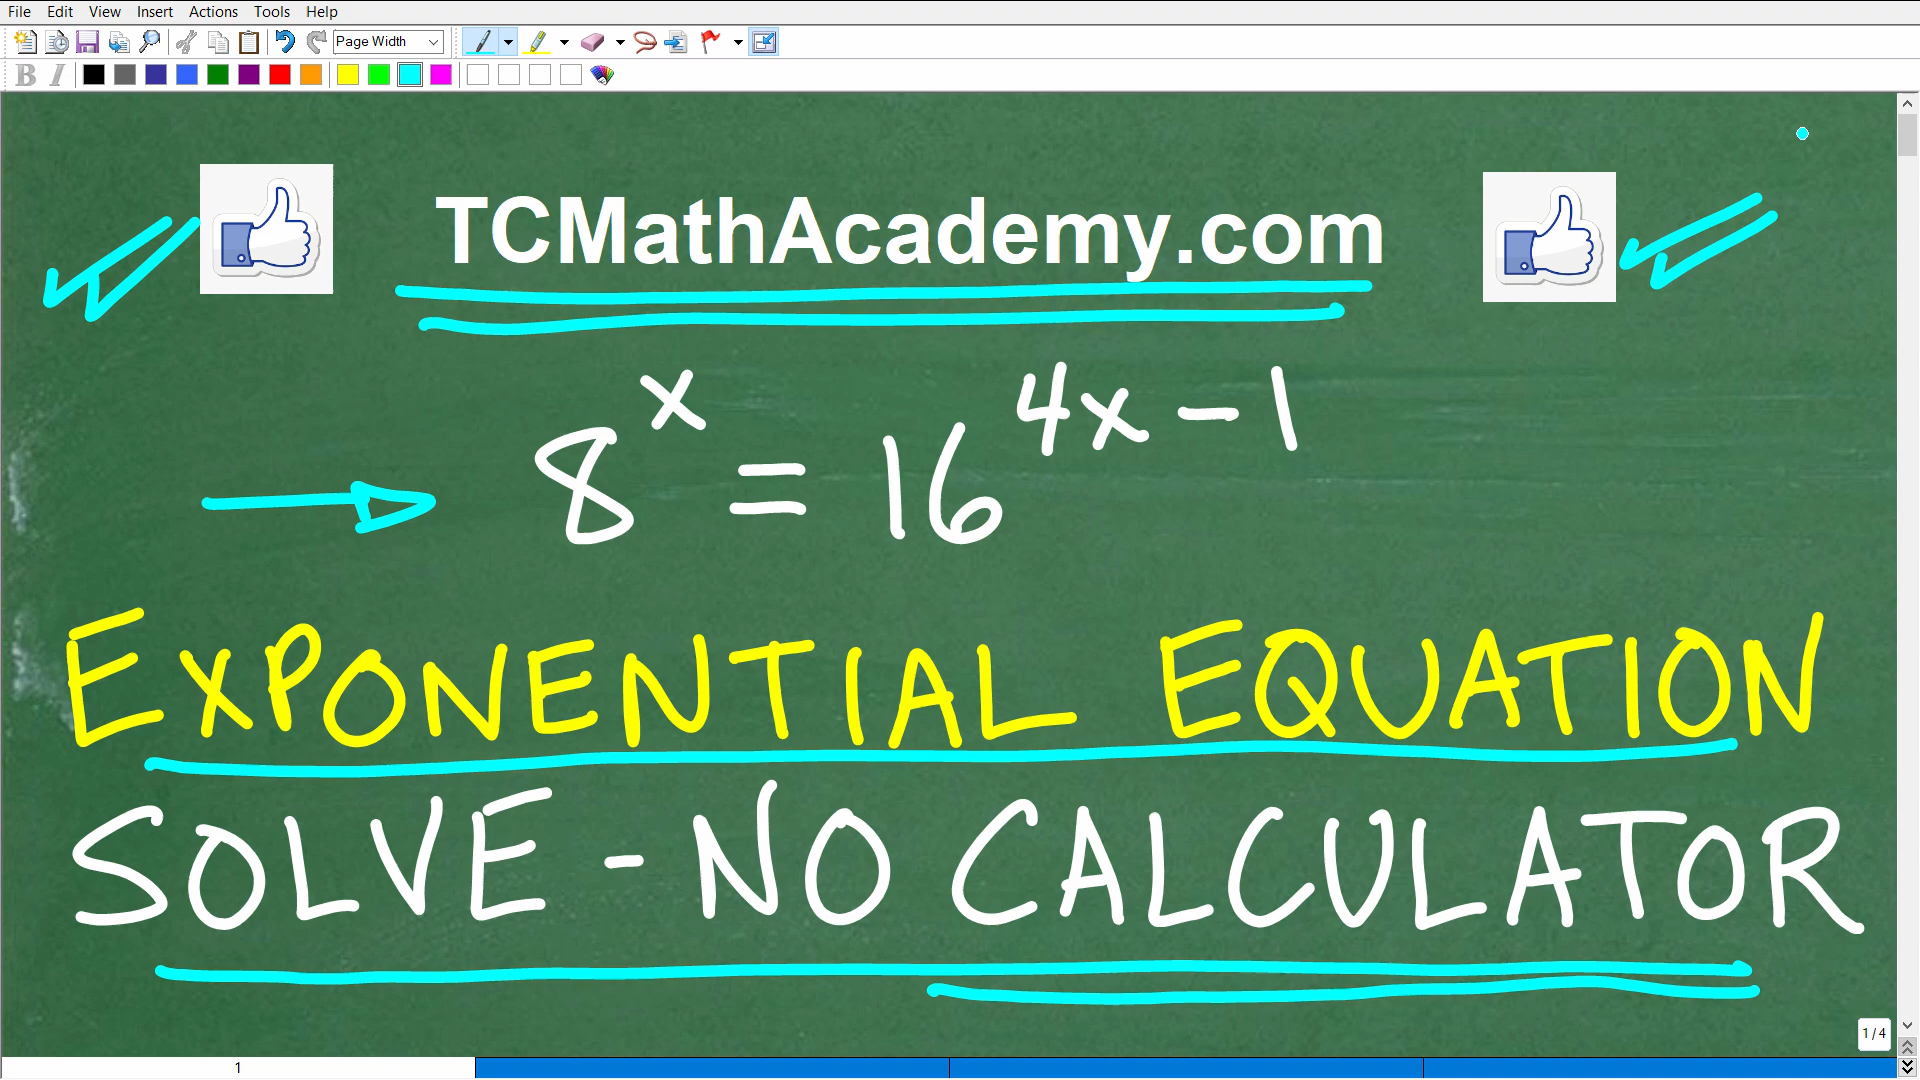 File Edit View Insert Actions Tools Help
Page Width
B I
TCMathAcademy.com
8^x = 16^{4x - 1}
EXPONENTIAL EQUATION
SOLVE - NO CALCULATOR
1 / 4
1